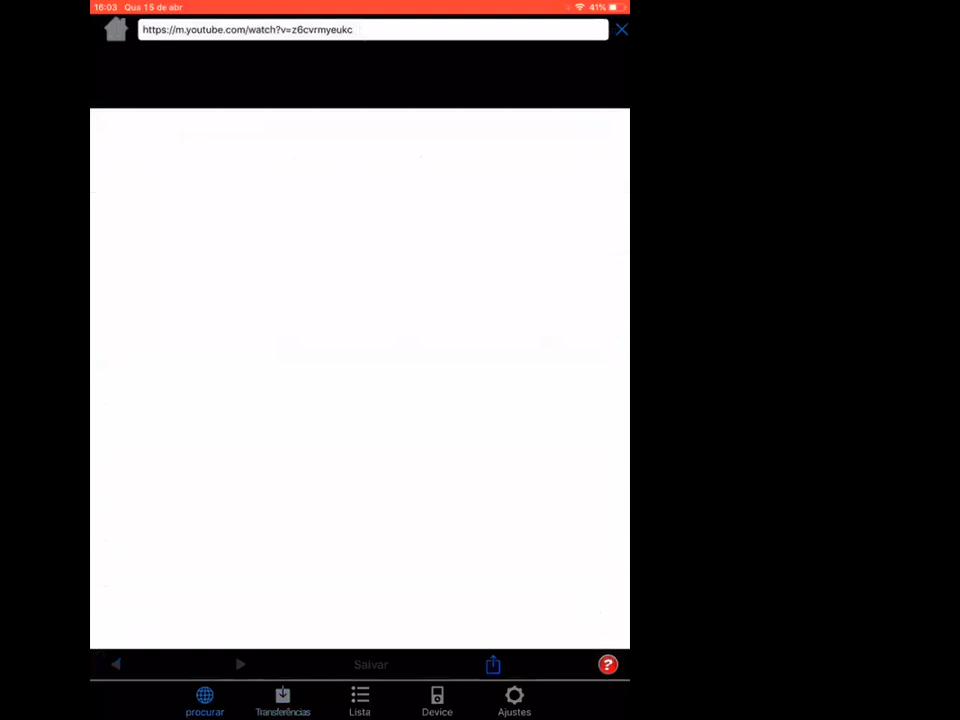 16:03 Qua 15 de abr 41%
https://m.youtube.com/watch?v=z6cvrmyeukc
Salvar
?
procurar Transferências Lista Device Ajustes